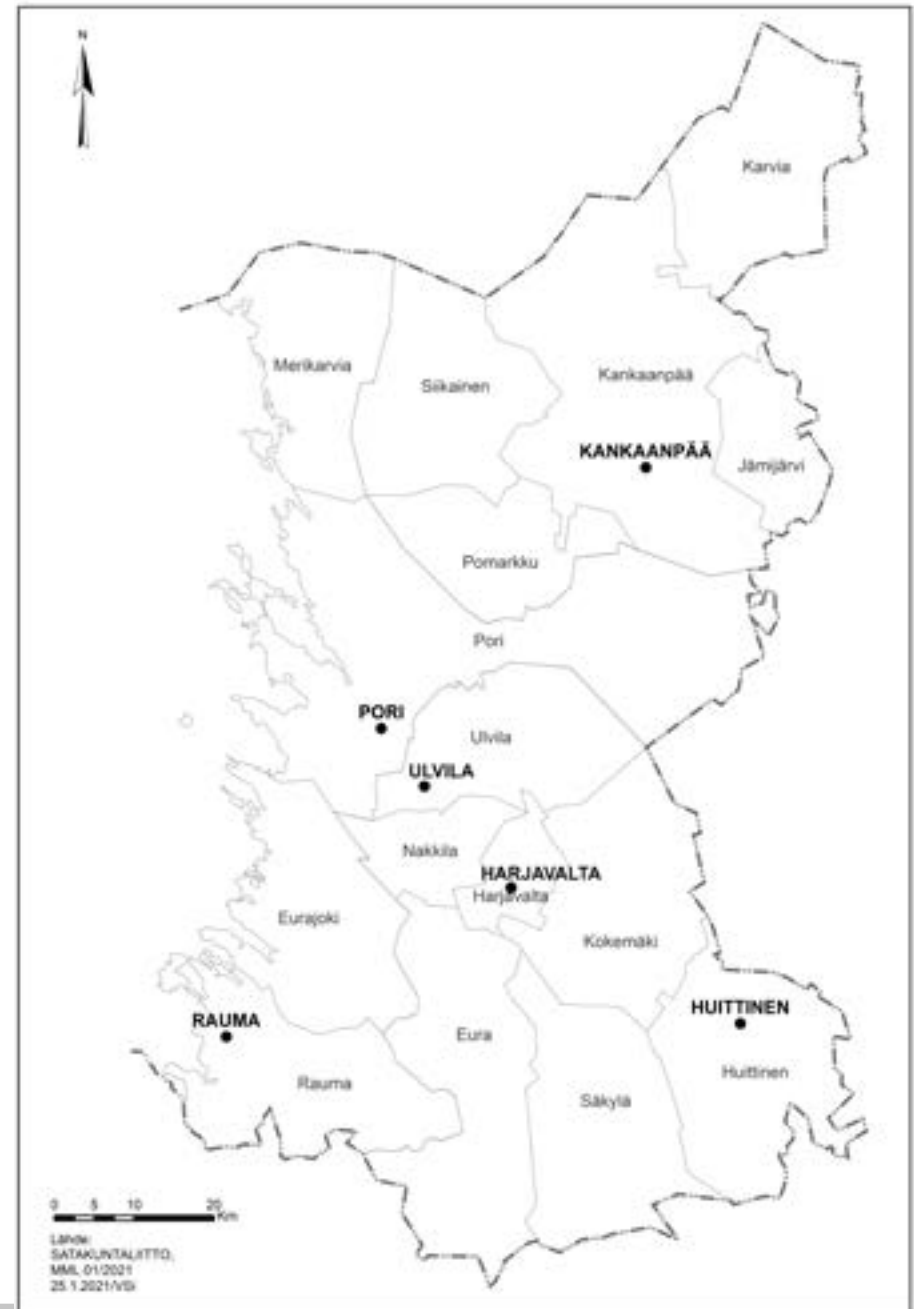 N
Karvia
Merikarvia
Siikainen
Kankaanpää
KANKAANPÄÄ
Jämijärvi
Pomarkku
Pori
PORI
Ulvila
ULVILA
Nakkila
HARJAVALTA
Harjavalta
Eurajoki
Kokemäki
HUITTINEN
RAUMA
Eura
Huittinen
Rauma
Säkylä
0 5 10 20
Km
Lähde:
SATAKUNTALIITTO,
MML 01/2021
25.1.2021/VSi